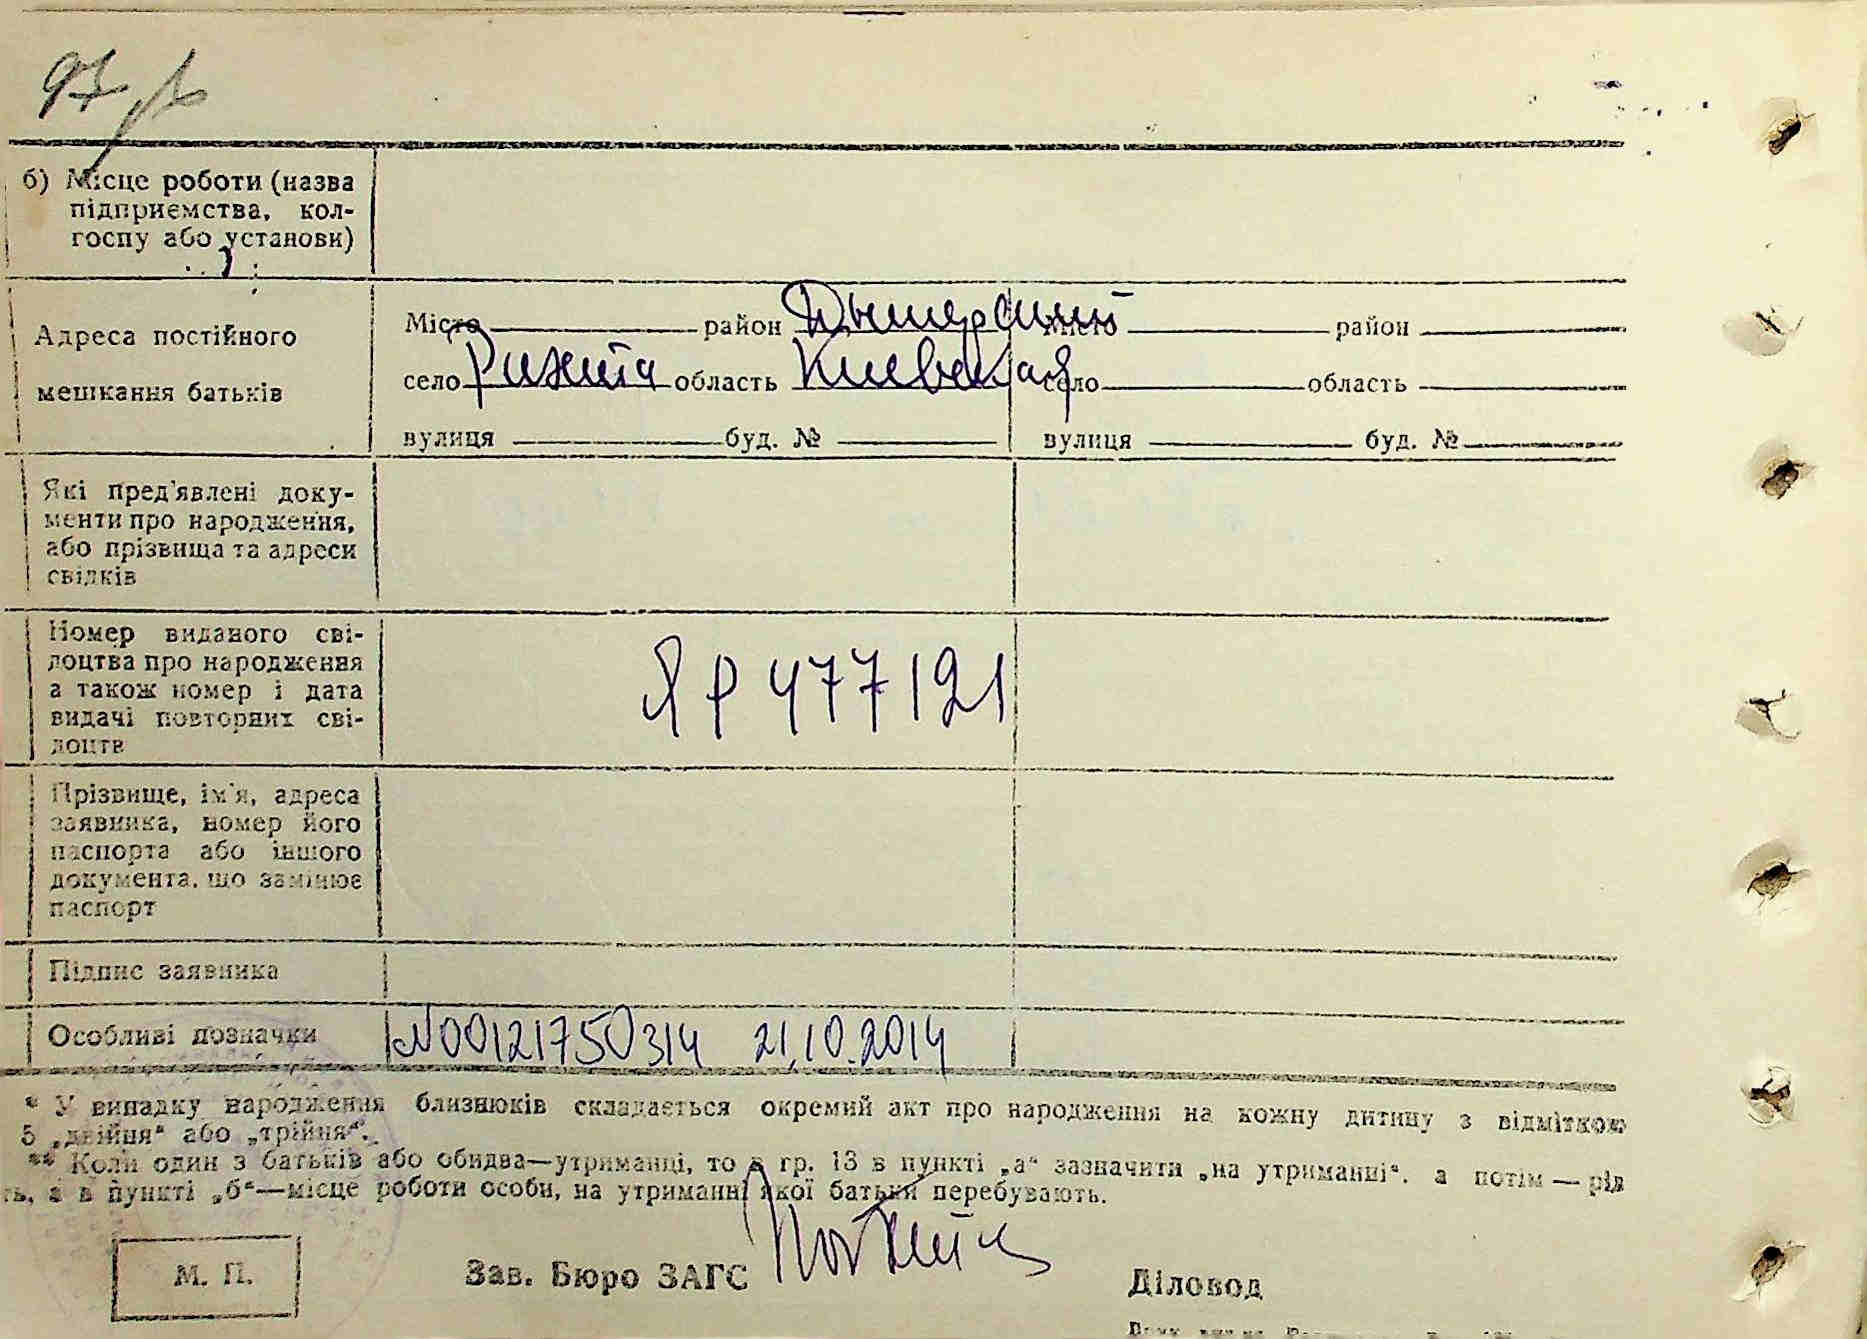 б) Місце роботи (назва
підприємства, кол-
госпу або установи)
Адреса постійного
мешкання батьків
Місто район Дымерский Місто район
село область Киевская село область
вулиця буд. № вулиця буд. №
Які пред'явлені доку-
менти про народження,
або прізвища та адреси
свідків
Номер виданого сві-
доцтва про народження
а також номер і дата
видачі повторних сві-
доцтв
ЯР 477121
Прізвище, ім'я, адреса
заявника, номер його
паспорта або іншого
документа, що замінює
паспорт
Підпис заявника
Особливі позначки
N00121750314 21.10.2014
* У випадку народження близнюків складається окремий акт про народження на кожну дитину з відміткою
5 „двійня" або „трійня".
** Коли один з батьків або обидва—утриманці, то в гр. 13 в пункті „а" зазначити „на утриманні", а потім — рід
ть, а в пункті „б"—місце роботи особи, на утриманні якої батьки перебувають.
М. П.
Зав. Бюро ЗАГС
Діловод